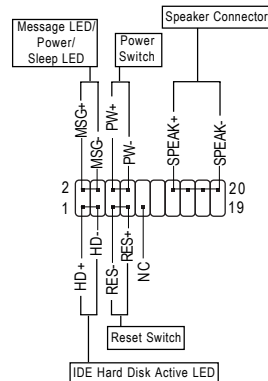 Speaker Connector
Message LED/
Power/
Sleep LED
Power
Switch
MSG+
MSG-
PW+
PW-
SPEAK+
SPEAK-
2
20
1
19
HD+
HD-
RES-
RES+
NC
Reset Switch
IDE Hard Disk Active LED